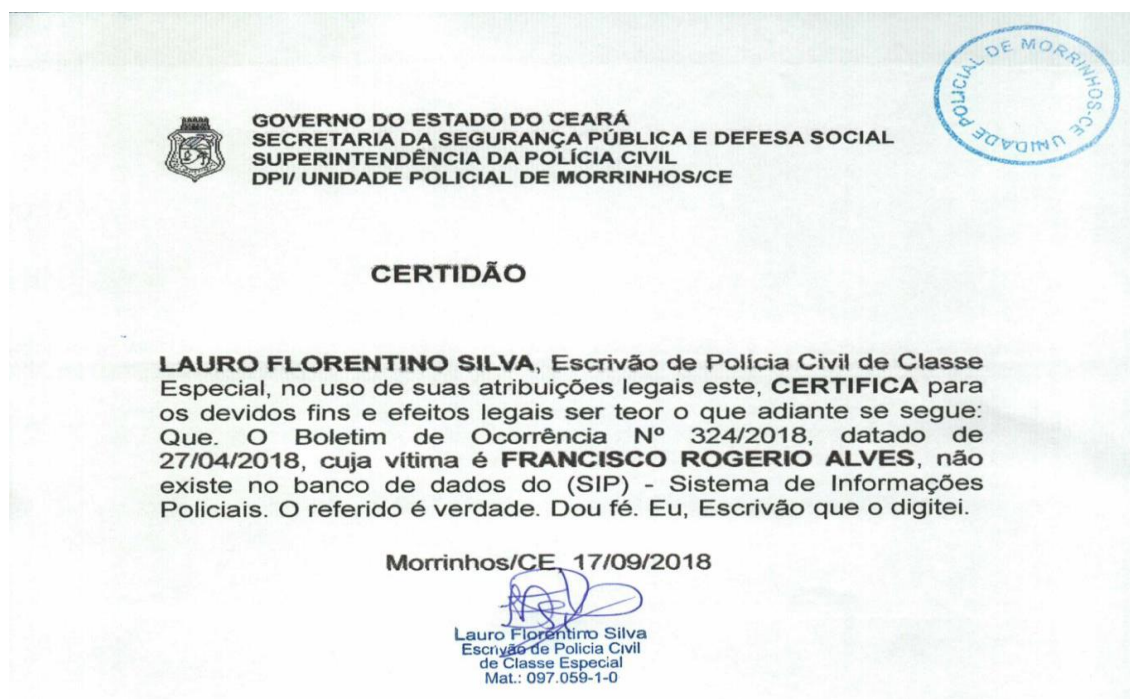 UNIDADE POLICIAL DE MORRINHOS-CE
GOVERNO DO ESTADO DO CEARÁ
SECRETARIA DA SEGURANÇA PÚBLICA E DEFESA SOCIAL
SUPERINTENDÊNCIA DA POLÍCIA CIVIL
DPI/ UNIDADE POLICIAL DE MORRINHOS/CE
CERTIDÃO
LAURO FLORENTINO SILVA, Escrivão de Polícia Civil de Classe
Especial, no uso de suas atribuições legais este, CERTIFICA para
os devidos fins e efeitos legais ser teor o que adiante se segue:
Que. O Boletim de Ocorrência Nº 324/2018, datado de
27/04/2018, cuja vítima é FRANCISCO ROGERIO ALVES, não
existe no banco de dados do (SIP) - Sistema de Informações
Policiais. O referido é verdade. Dou fé. Eu, Escrivão que o digitei.
Morrinhos/CE, 17/09/2018
Lauro Florentino Silva
Escrivão de Policia Civil
de Classe Especial
Mat.: 097.059-1-0